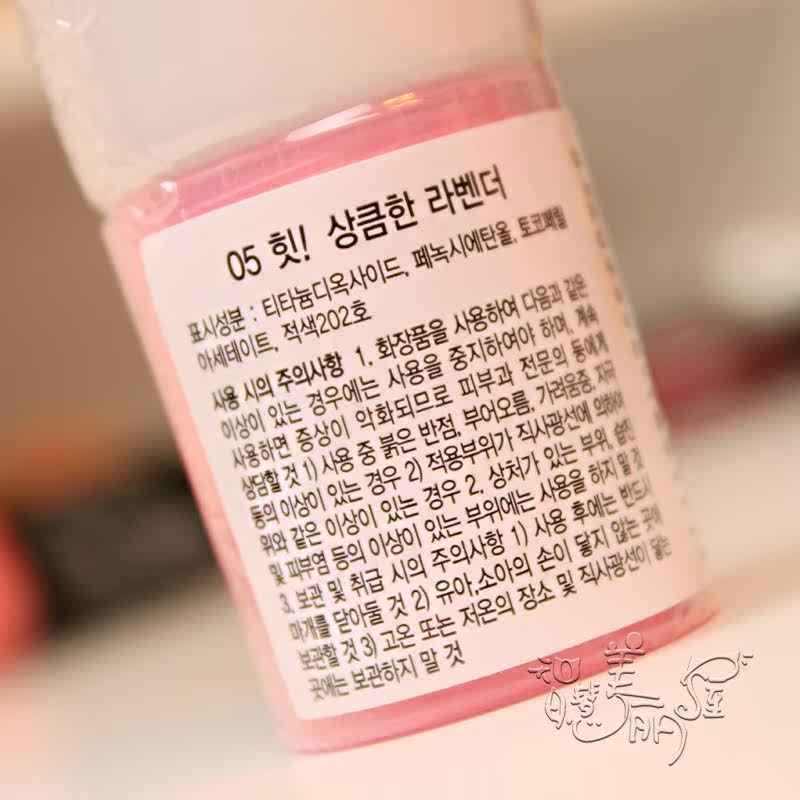 05 힛! 상큼한 라벤더
표시성분 : 티타늄디옥사이드, 페녹시에탄올, 토코페릴
아세테이트, 적색202호
사용 시의 주의사항 1. 화장품을 사용하여 다음과 같은
이상이 있는 경우에는 사용을 중지하여야 하며, 계속
사용하면 증상이 악화되므로 피부과 전문의 등에게
상담할 것 1) 사용 중 붉은 반점, 부어오름, 가려움증, 자극
등의 이상이 있는 경우 2) 적용부위가 직사광선에 의하여
위와 같은 이상이 있는 경우 2. 상처가 있는 부위, 습진
및 피부염 등의 이상이 있는 부위에는 사용을 하지 말 것
3. 보관 및 취급 시의 주의사항 1) 사용 후에는 반드시
마개를 닫아둘 것 2) 유아,소아의 손이 닿지 않는 곳에
보관할 것 3) 고온 또는 저온의 장소 및 직사광선이 닿는
곳에는 보관하지 말 것
智慧美丽屋